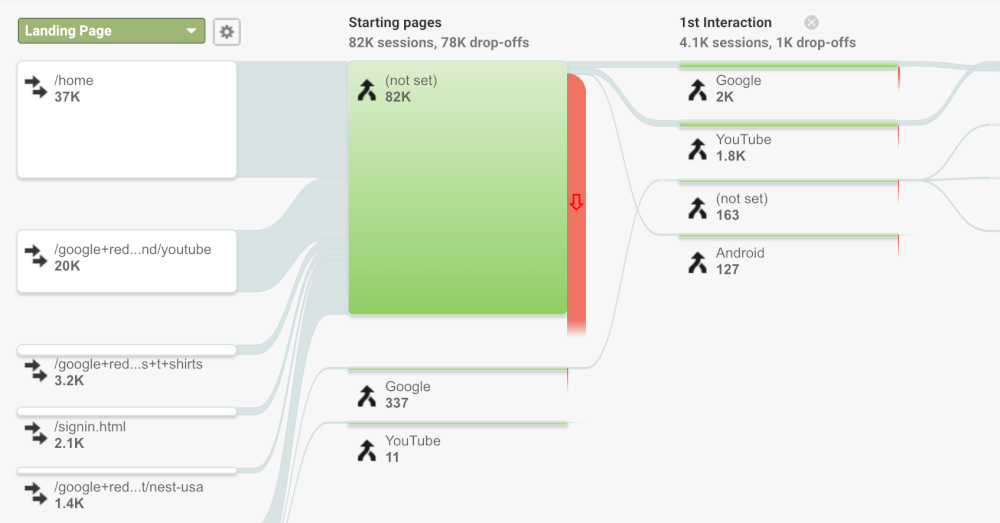 Landing Page
Starting pages
82K sessions, 78K drop-offs
1st Interaction
4.1K sessions, 1K drop-offs
/home
37K
/google+red...nd/youtube
20K
/google+red...s+t+shirts
3.2K
/signin.html
2.1K
/google+red...t/nest-usa
1.4K
(not set)
82K
Google
337
YouTube
11
Google
2K
YouTube
1.8K
(not set)
163
Android
127